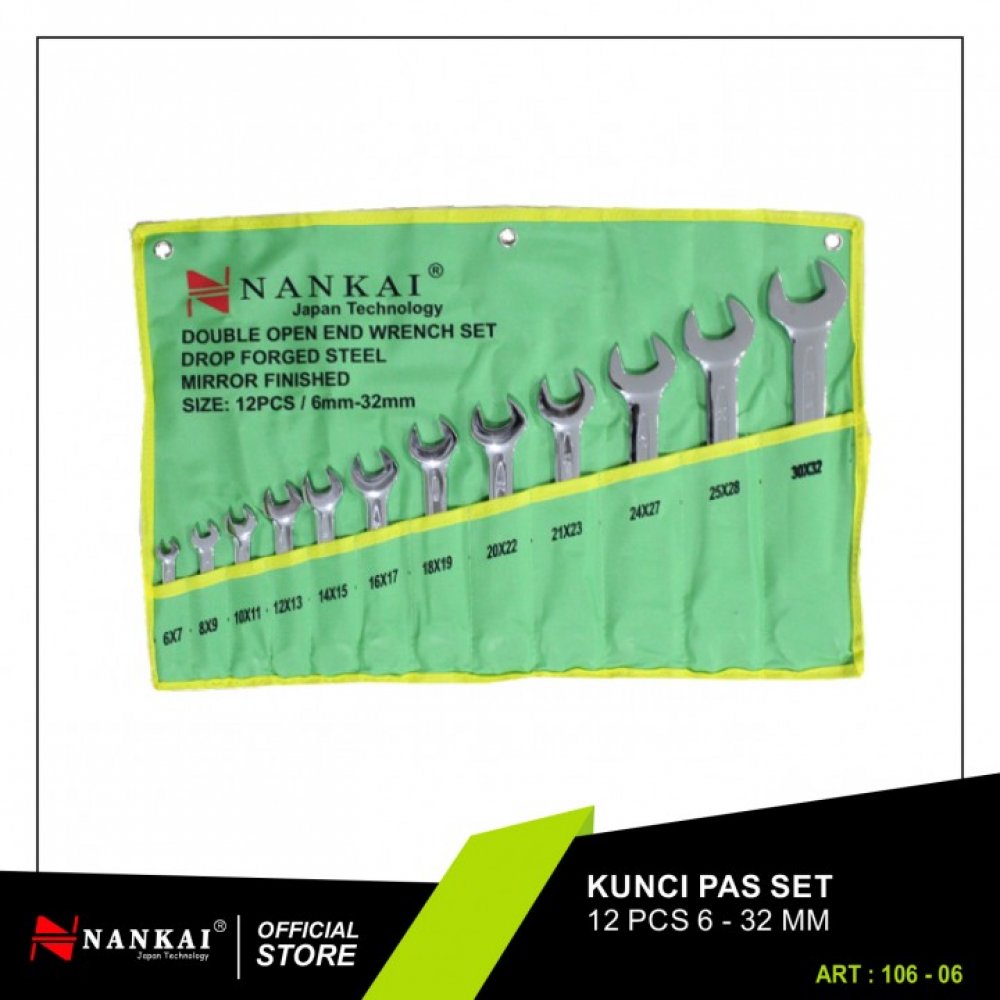 NANKAI®
Japan Technology
DOUBLE OPEN END WRENCH SET
DROP FORGED STEEL
MIRROR FINISHED
SIZE: 12PCS / 6mm-32mm
6X7 8X9 10X11 12X13 14X15 16X17 18X19 20X22 21X23 24X27 25X28 30X32
NANKAI®
Japan Technology
OFFICIAL
STORE
KUNCI PAS SET
12 PCS 6 - 32 MM
ART : 106 - 06